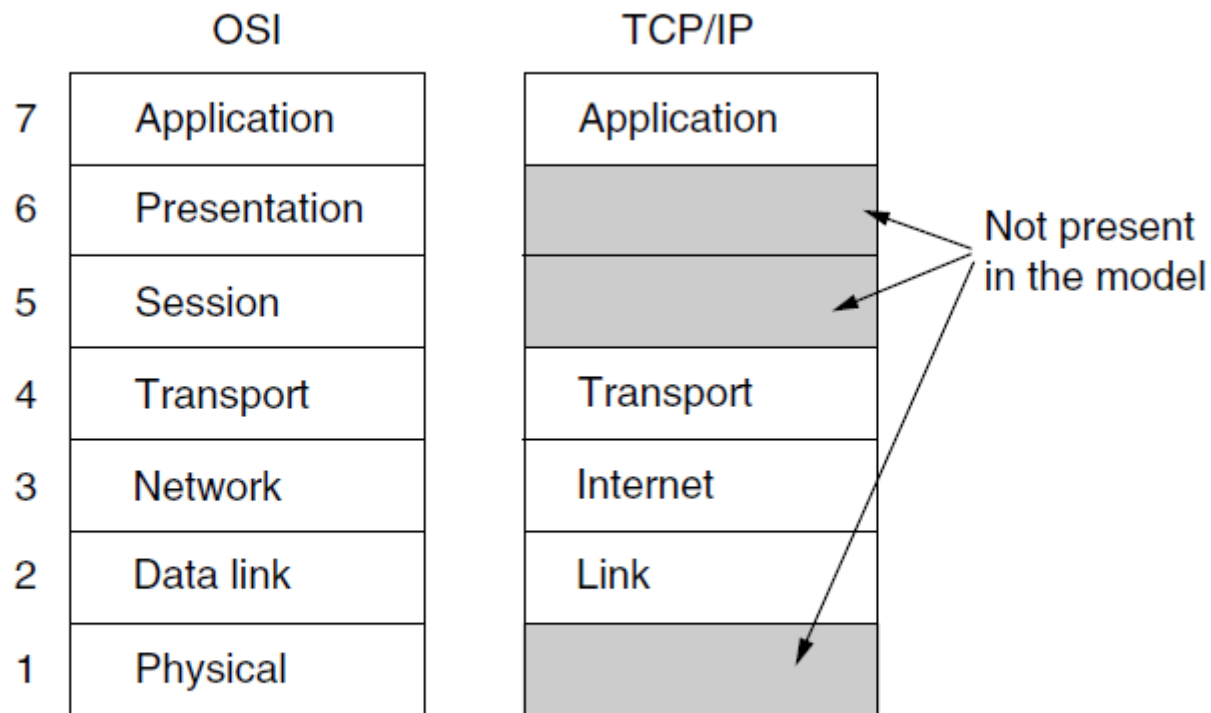 OSI
TCP/IP
7
Application
Application
6
Presentation
5
Session
4
Transport
Transport
3
Network
Internet
2
Data link
Link
1
Physical
Not present
in the model